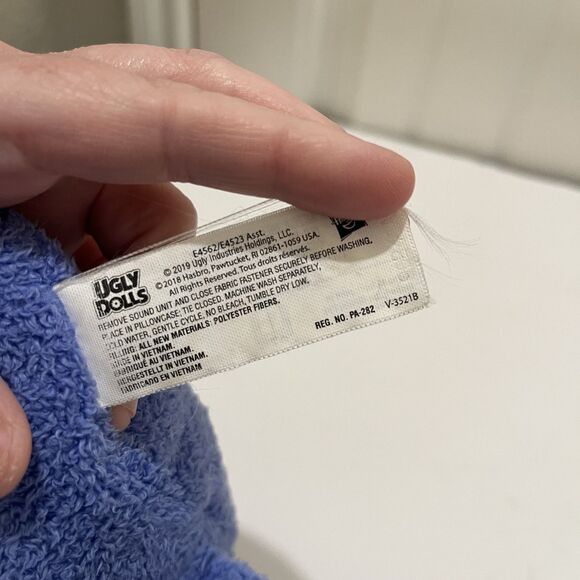 UGLY
DOLLS
E4562/E4523 Asst.
© 2019 Ugly Industries Holdings, LLC.
© 2018 Hasbro, Pawtucket, RI 02861-1059 USA.
All Rights Reserved. Tous droits réservés.
REMOVE SOUND UNIT AND CLOSE FABRIC FASTENER SECURELY BEFORE WASHING.
PLACE IN PILLOWCASE; TIE CLOSED. MACHINE WASH SEPARATELY,
COLD WATER, GENTLE CYCLE, NO BLEACH, TUMBLE DRY LOW.
FILLING: ALL NEW MATERIALS: POLYESTER FIBERS.
MADE IN VIETNAM.
FABRIQUÉ AU VIETNAM.
HERGESTELLT IN VIETNAM.
FABRICADO EN VIETNAM
REG. NO. PA-282 V-3521B